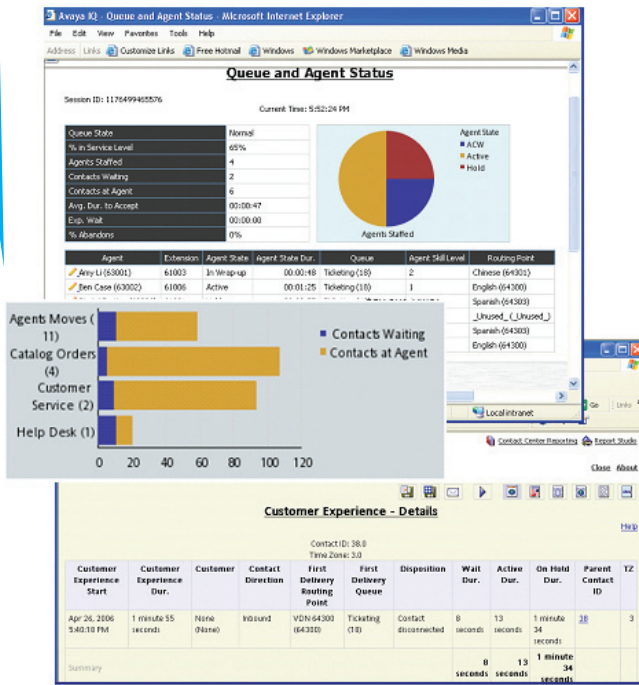 Avaya IQ - Queue and Agent Status - Microsoft Internet Explorer
File Edit View Favorites Tools Help
Address Links Customize Links Free Hotmail Windows Windows Marketplace Windows Media
Queue and Agent Status
Session ID: 1176499465576
Current Time: 5:52:24 PM
Queue State Normal
% in Service Level 65%
Agents Staffed 4
Contacts Waiting 2
Contacts at Agent 6
Avg. Dur. to Accept 00:00:47
Exp. Wait 00:00:00
% Abandons 0%
Agent State
ACW
Active
Hold
Agents Staffed
Agent Extension Agent State Agent State Dur. Queue Agent Skill Level Routing Point
Amy Li (63001) 61003 In Wrap-up 00:00:48 Ticketing (18) 2 Chinese (64301)
Ben Case (63002) 61006 Active 00:01:25 Ticketing (18) 1 English (64300)
Spanish (64303)
_Unused_ (_Unused_)
Spanish (64303)
English (64300)
Local intranet
Agents Moves (
11)
Catalog Orders
(4)
Customer
Service (2)
Help Desk (1)
0 20 40 60 80 100 120
Contacts Waiting
Contacts at Agent
Go Links
Contact Center Reporting Report Studio
Close About
Customer Experience - Details
Help
Contact ID: 38.0
Time Zone: 3.0
Customer Experience Start Customer Experience Dur. Customer Contact Direction First Delivery Routing Point First Delivery Queue Disposition Wait Dur. Active Dur. On Hold Dur. Parent Contact ID TZ
Apr 26, 2006 5:40:10 PM 1 minute 55 seconds None (None) Inbound VDN 64300 (64300) Ticketing (18) Contact disconnected 8 seconds 13 seconds 1 minute 34 seconds 38 3
Summary 8 seconds 13 seconds 1 minute 34 seconds